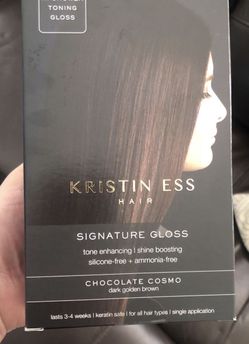 TONING
GLOSS
KRISTIN ESS
HAIR
SIGNATURE GLOSS
tone enhancing | shine boosting
silicone-free + ammonia-free
CHOCOLATE COSMO
dark golden brown
lasts 3-4 weeks | keratin safe | for all hair types | single application